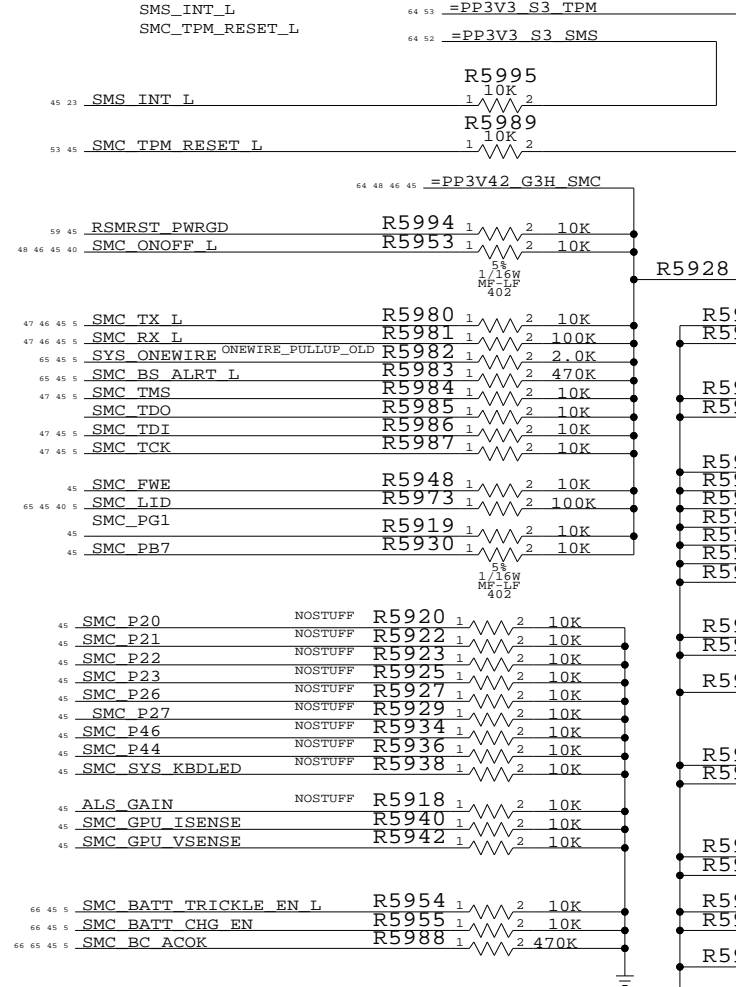 SMS_INT_L
SMC_TPM_RESET_L
64 53 =PP3V3_S3_TPM
64 52 =PP3V3_S3_SMS
R5995
10K
45 23 SMS_INT_L 1 2
R5989
10K
53 45 SMC_TPM_RESET_L 1 2
64 48 46 45 =PP3V42_G3H_SMC
59 45 RSMRST_PWRGD R5994 1 2 10K
48 46 45 40 SMC_ONOFF_L R5953 1 2 10K
5%
1/16W
MF-LF
402
R5928
47 46 45 5 SMC_TX_L R5980 1 2 10K
47 46 45 5 SMC_RX_L R5981 1 2 100K
65 45 5 SYS_ONEWIRE ONEWIRE_PULLUP_OLD R5982 1 2 2.0K
65 45 5 SMC_BS_ALRT_L R5983 1 2 470K
47 45 5 SMC_TMS R5984 1 2 10K
SMC_TDO R5985 1 2 10K
47 45 5 SMC_TDI R5986 1 2 10K
47 45 5 SMC_TCK R5987 1 2 10K
45 SMC_FWE R5948 1 2 10K
65 45 40 5 SMC_LID R5973 1 2 100K
SMC_PG1
45 R5919 1 2 10K
45 SMC_PB7 R5930 1 2 10K
5%
1/16W
MF-LF
402
45 SMC_P20 NOSTUFF R5920 1 2 10K
45 SMC_P21 NOSTUFF R5922 1 2 10K
45 SMC_P22 NOSTUFF R5923 1 2 10K
45 SMC_P23 NOSTUFF R5925 1 2 10K
45 SMC_P26 NOSTUFF R5927 1 2 10K
45 SMC_P27 NOSTUFF R5929 1 2 10K
45 SMC_P46 NOSTUFF R5934 1 2 10K
45 SMC_P44 NOSTUFF R5936 1 2 10K
45 SMC_SYS_KBDLED NOSTUFF R5938 1 2 10K
45 ALS_GAIN NOSTUFF R5918 1 2 10K
45 SMC_GPU_ISENSE R5940 1 2 10K
45 SMC_GPU_VSENSE R5942 1 2 10K
66 45 5 SMC_BATT_TRICKLE_EN_L R5954 1 2 10K
66 45 5 SMC_BATT_CHG_EN R5955 1 2 10K
66 65 45 5 SMC_BC_ACOK R5988 1 2 470K